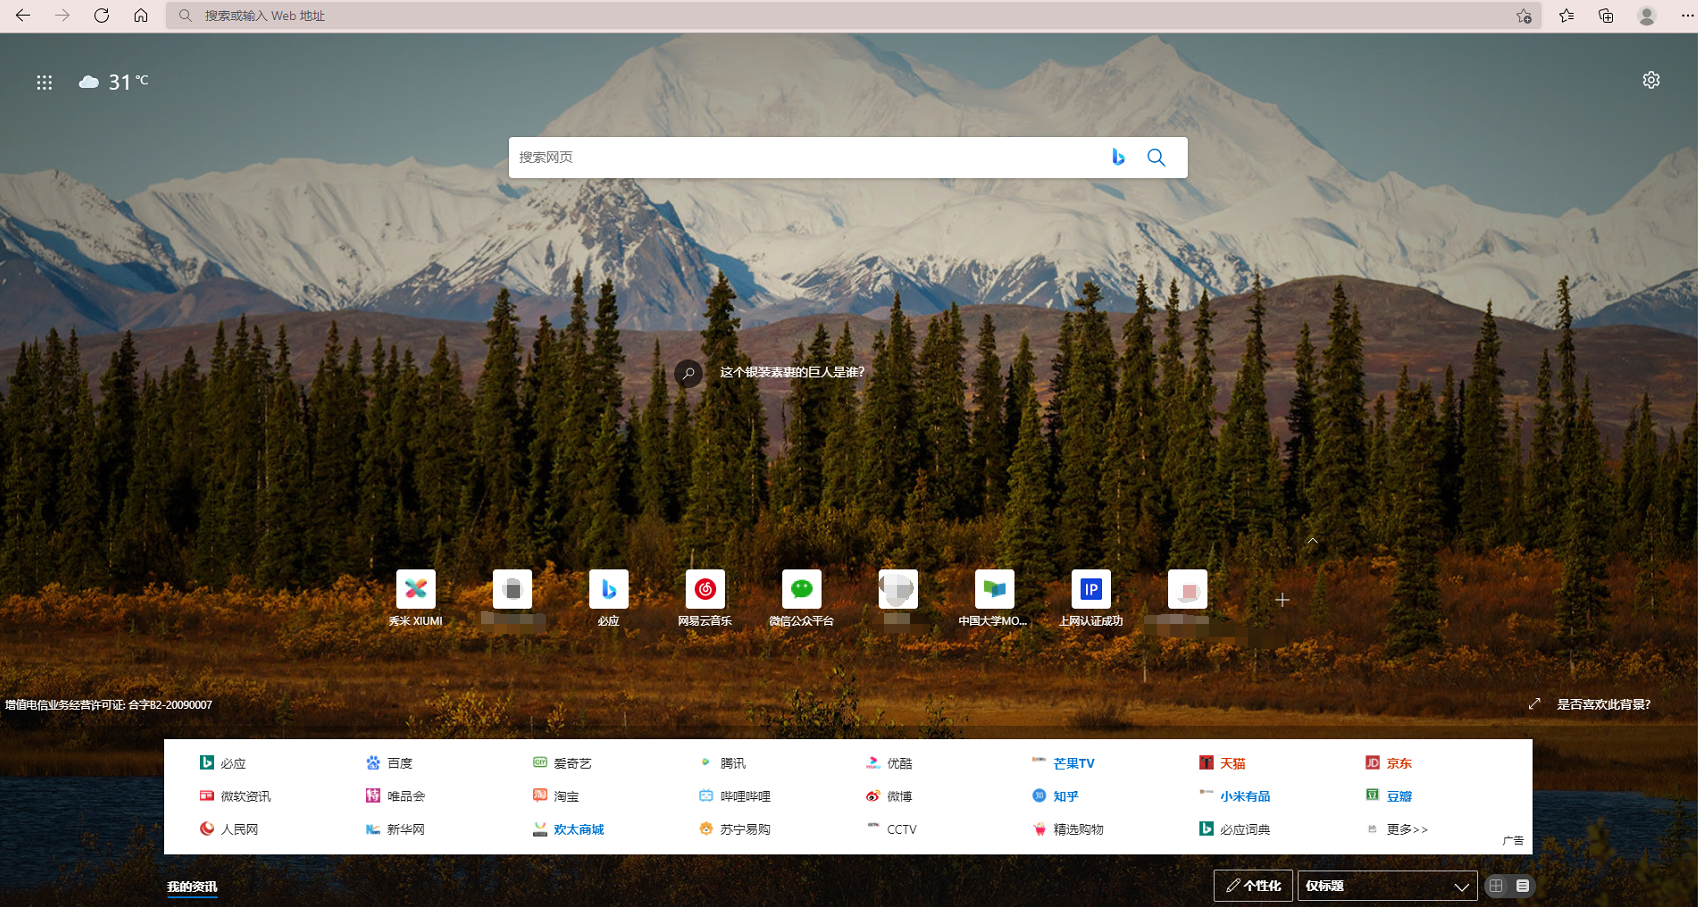 搜索或输入 Web 地址
31 °C
搜索网页
这个银装素裹的巨人是谁?
秀米 XIUMI
必应
网易云音乐
微信公众平台
中国大学MO...
IP
上网认证成功
增值电信业务经营许可证: 合字B2-20090007
是否喜欢此背景?
必应 百度 爱奇艺 腾讯 优酷 芒果TV 天猫 JD 京东
微软资讯 唯品会 淘宝 哔哩哔哩 微博 知乎 小米有品 豆瓣
人民网 新华网 欢太商城 苏宁易购 CCTV 精选购物 必应词典 更多>>
广告
我的资讯
个性化
仅标题